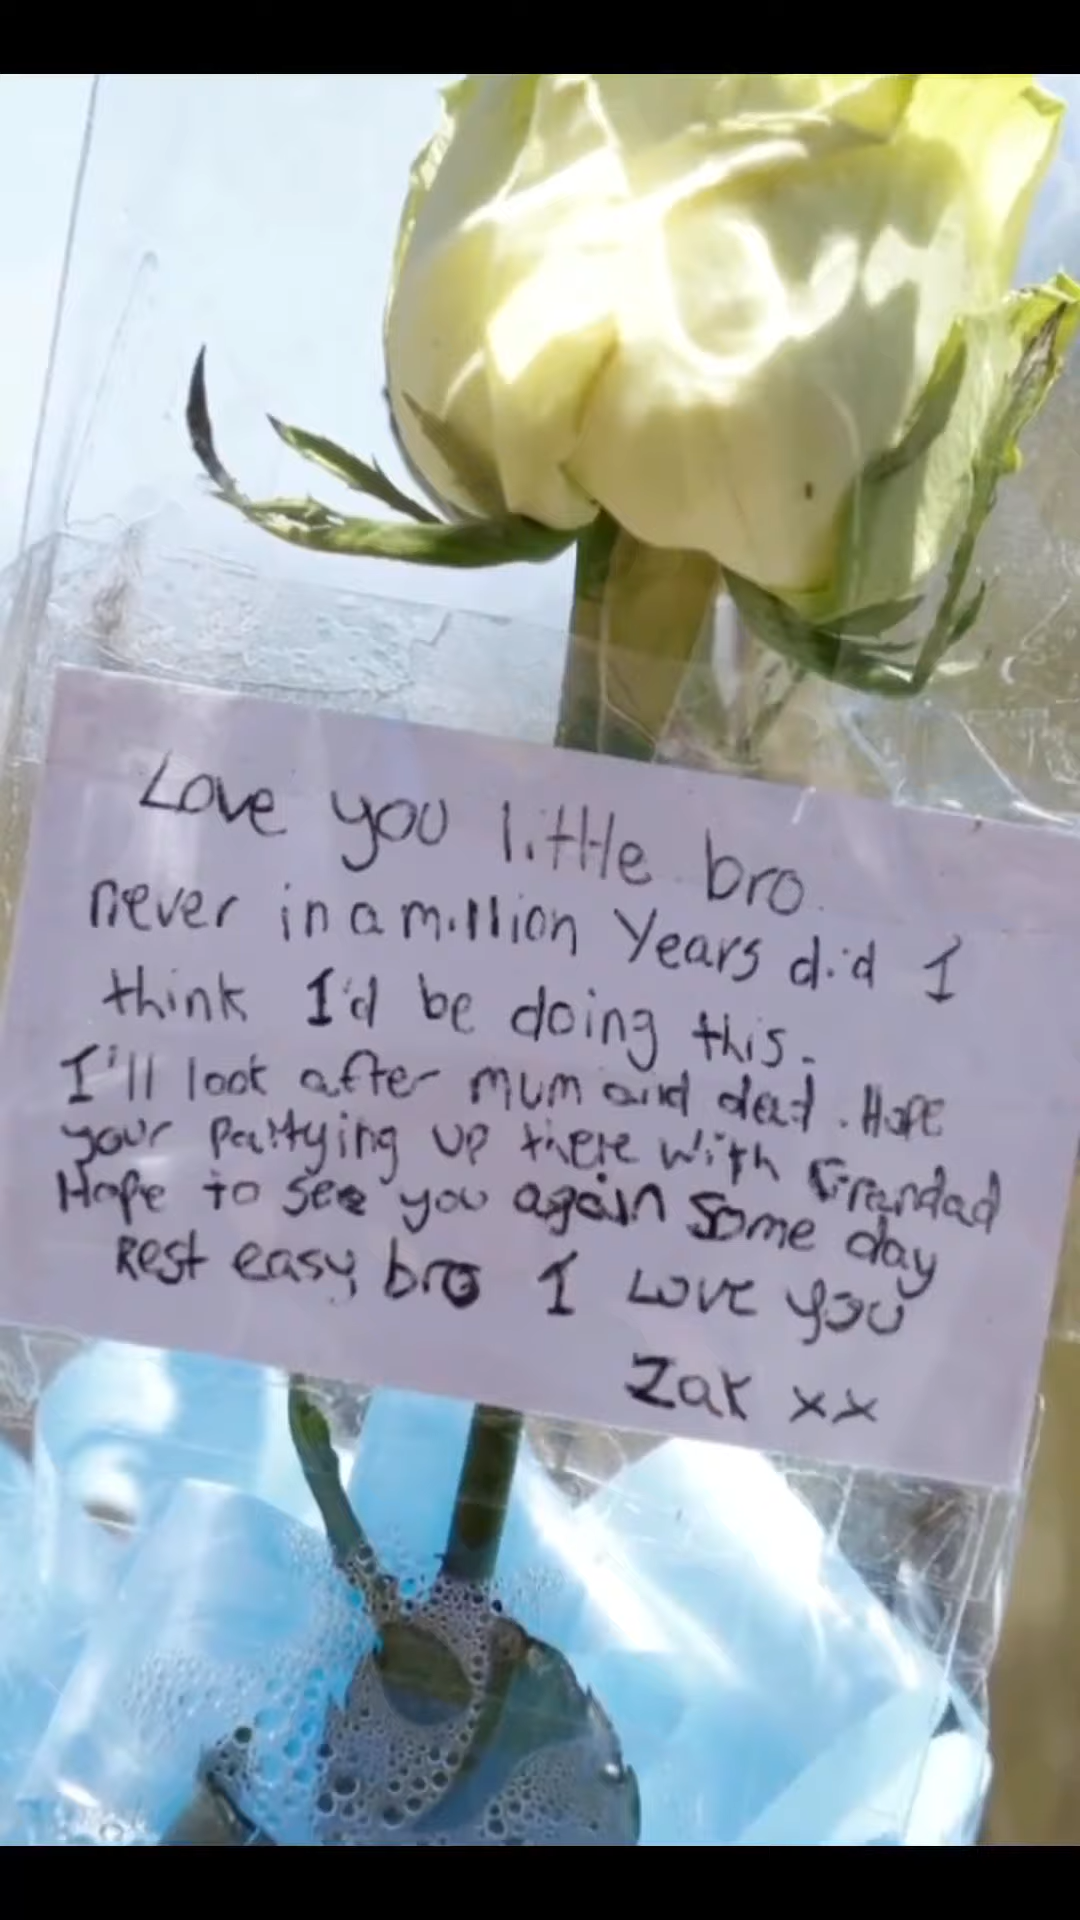 Love you little bro.
never in a million Years did I
think I'd be doing this.
I'll look after mum and dad. Hope
your partying up there with Grandad
Hope to see you again some day
Rest easy bro I Love you
Zak xx